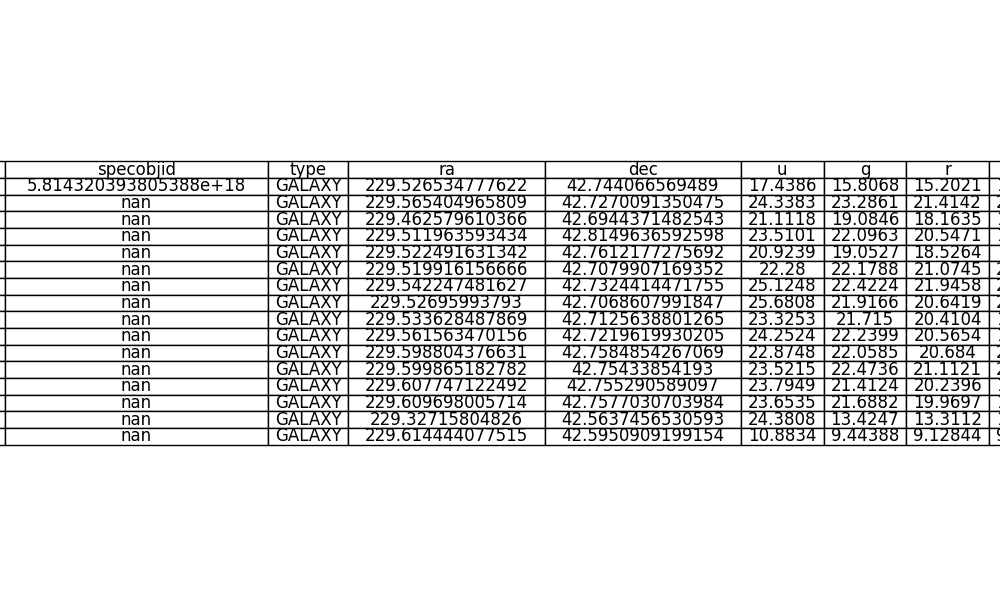 specobjid type ra dec u g r
5.814320393805388e+18 GALAXY 229.526534777622 42.744066569489 17.4386 15.8068 15.2021
nan GALAXY 229.565404965809 42.7270091350475 24.3383 23.2861 21.4142
nan GALAXY 229.462579610366 42.6944371482543 21.1118 19.0846 18.1635
nan GALAXY 229.511963593434 42.8149636592598 23.5101 22.0963 20.5471
nan GALAXY 229.522491631342 42.7612177275692 20.9239 19.0527 18.5264
nan GALAXY 229.519916156666 42.7079907169352 22.28 22.1788 21.0745
nan GALAXY 229.542247481627 42.7324414471755 25.1248 22.4224 21.9458
nan GALAXY 229.52695993793 42.7068607991847 25.6808 21.9166 20.6419
nan GALAXY 229.533628487869 42.7125638801265 23.3253 21.715 20.4104
nan GALAXY 229.561563470156 42.7219619930205 24.2524 22.2399 20.5654
nan GALAXY 229.598804376631 42.7584854267069 22.8748 22.0585 20.684
nan GALAXY 229.599865182782 42.75433854193 23.5215 22.4736 21.1121
nan GALAXY 229.607747122492 42.755290589097 23.7949 21.4124 20.2396
nan GALAXY 229.609698005714 42.7577030703984 23.6535 21.6882 19.9697
nan GALAXY 229.32715804826 42.5637456530593 24.3808 13.4247 13.3112
nan GALAXY 229.614444077515 42.5950909199154 10.8834 9.44388 9.12844